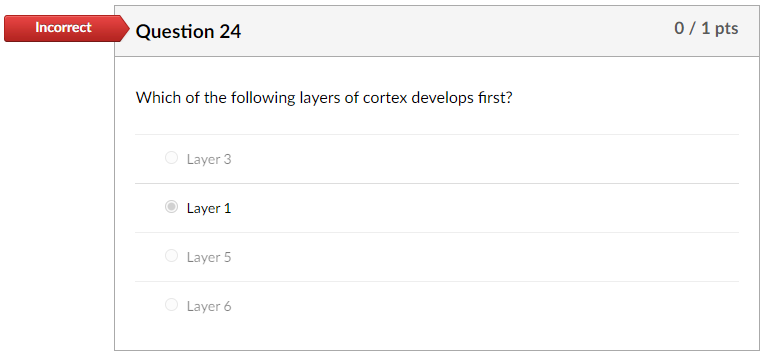 Incorrect
Question 24
0 / 1 pts
Which of the following layers of cortex develops first?
Layer 3
Layer 1
Layer 5
Layer 6